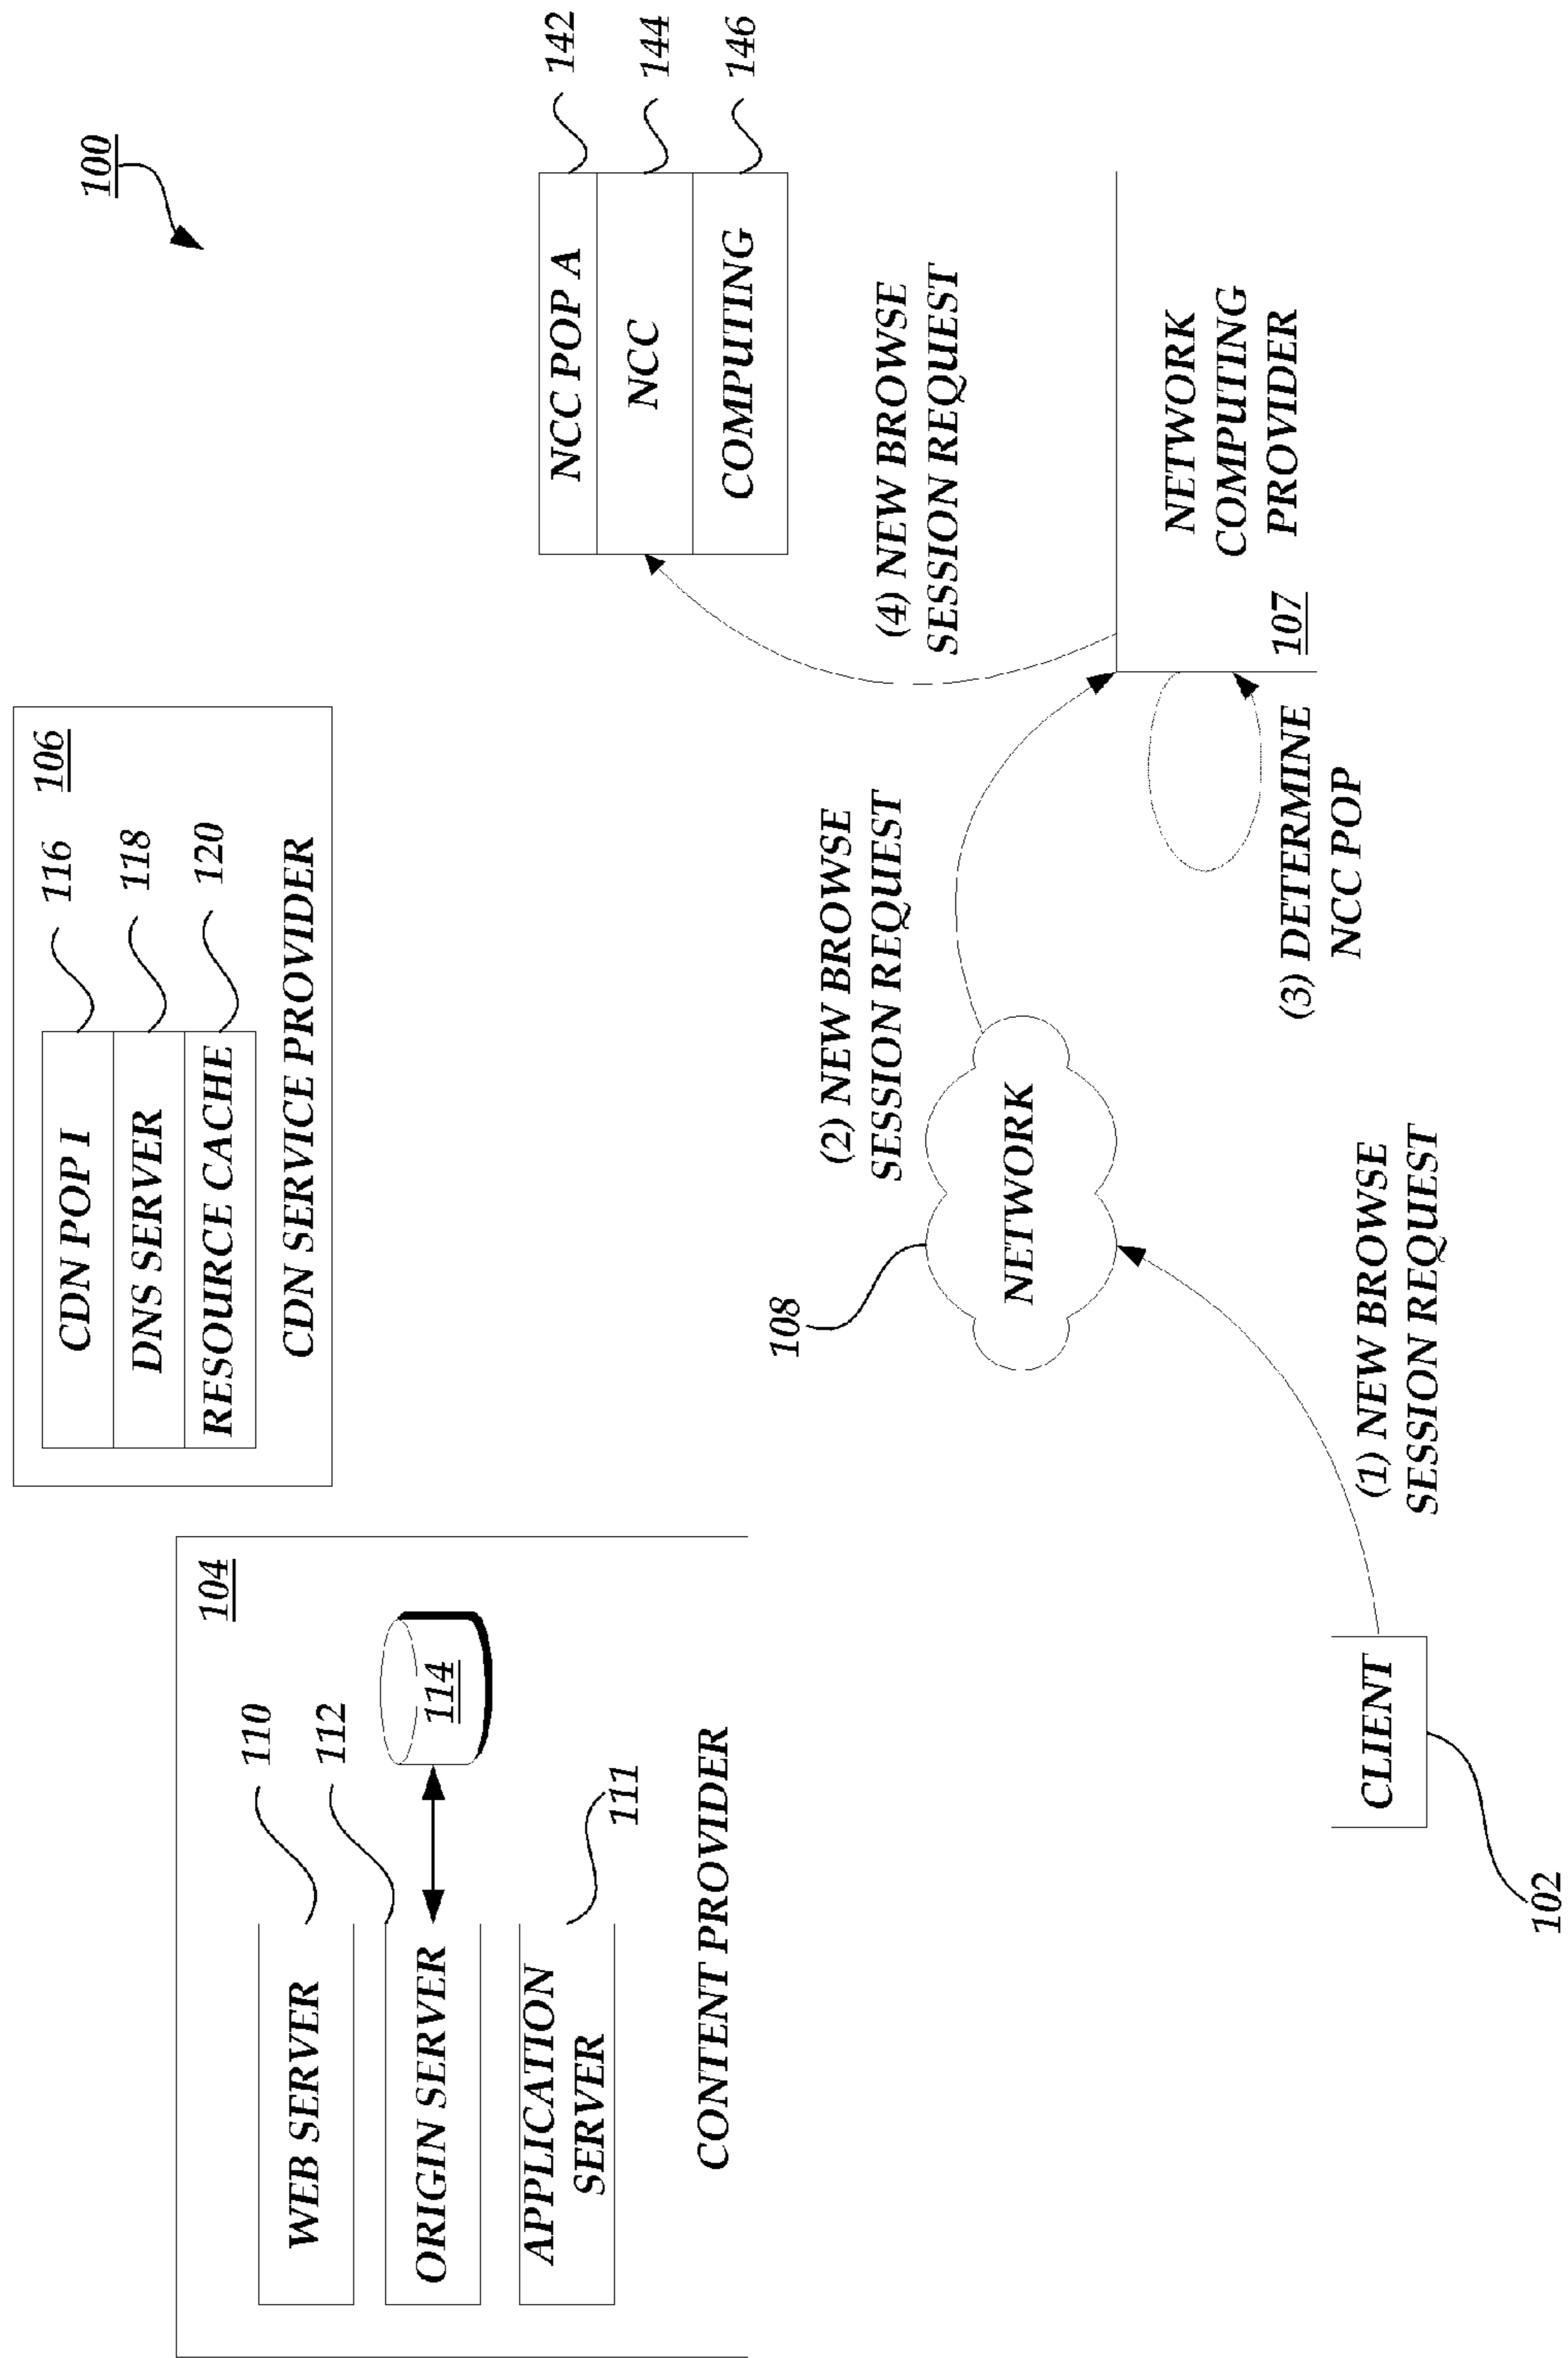 100
104
110
112
114
111
WEB SERVER
ORIGIN SERVER
APPLICATION
SERVER
CONTENT PROVIDER
106
116
118
120
CDN POP I
DNS SERVER
RESOURCE CACHE
CDN SERVICE PROVIDER
142
144
146
NCC POP A
NCC
COMPUTING
108
NETWORK
(2) NEW BROWSE
SESSION REQUEST
(4) NEW BROWSE
SESSION REQUEST
NETWORK
COMPUTING
PROVIDER
107
(3) DETERMINE
NCC POP
(1) NEW BROWSE
SESSION REQUEST
CLIENT
102